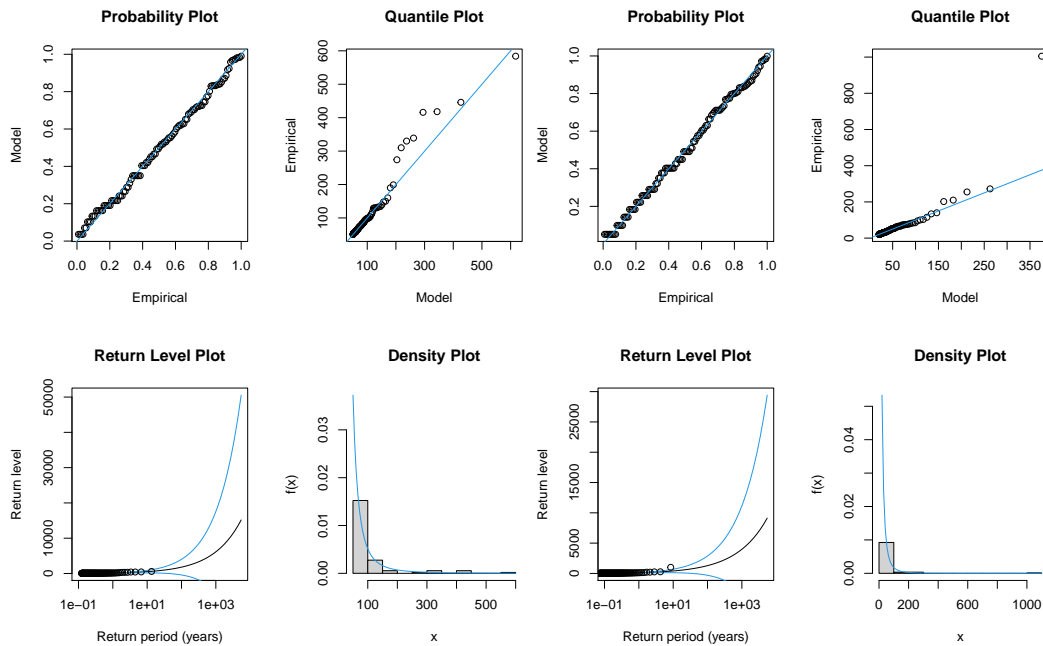 Probability Plot
Model
0.0 0.2 0.4 0.6 0.8 1.0
0.0 0.2 0.4 0.6 0.8 1.0
Empirical
Quantile Plot
Empirical
100 200 300 400 500 600
100 300 500
Model
Probability Plot
Model
0.2 0.4 0.6 0.8 1.0
0.0 0.2 0.4 0.6 0.8 1.0
Empirical
Quantile Plot
Empirical
0 200 400 600 800
50 150 250 350
Model
Return Level Plot
Return level
0 10000 30000 50000
1e−01 1e+01 1e+03
Return period (years)
Density Plot
f(x)
0.00 0.01 0.02 0.03
100 300 500
x
Return Level Plot
Return level
0 5000 15000 25000
1e−01 1e+01 1e+03
Return period (years)
Density Plot
f(x)
0.00 0.02 0.04
0 200 600 1000
x